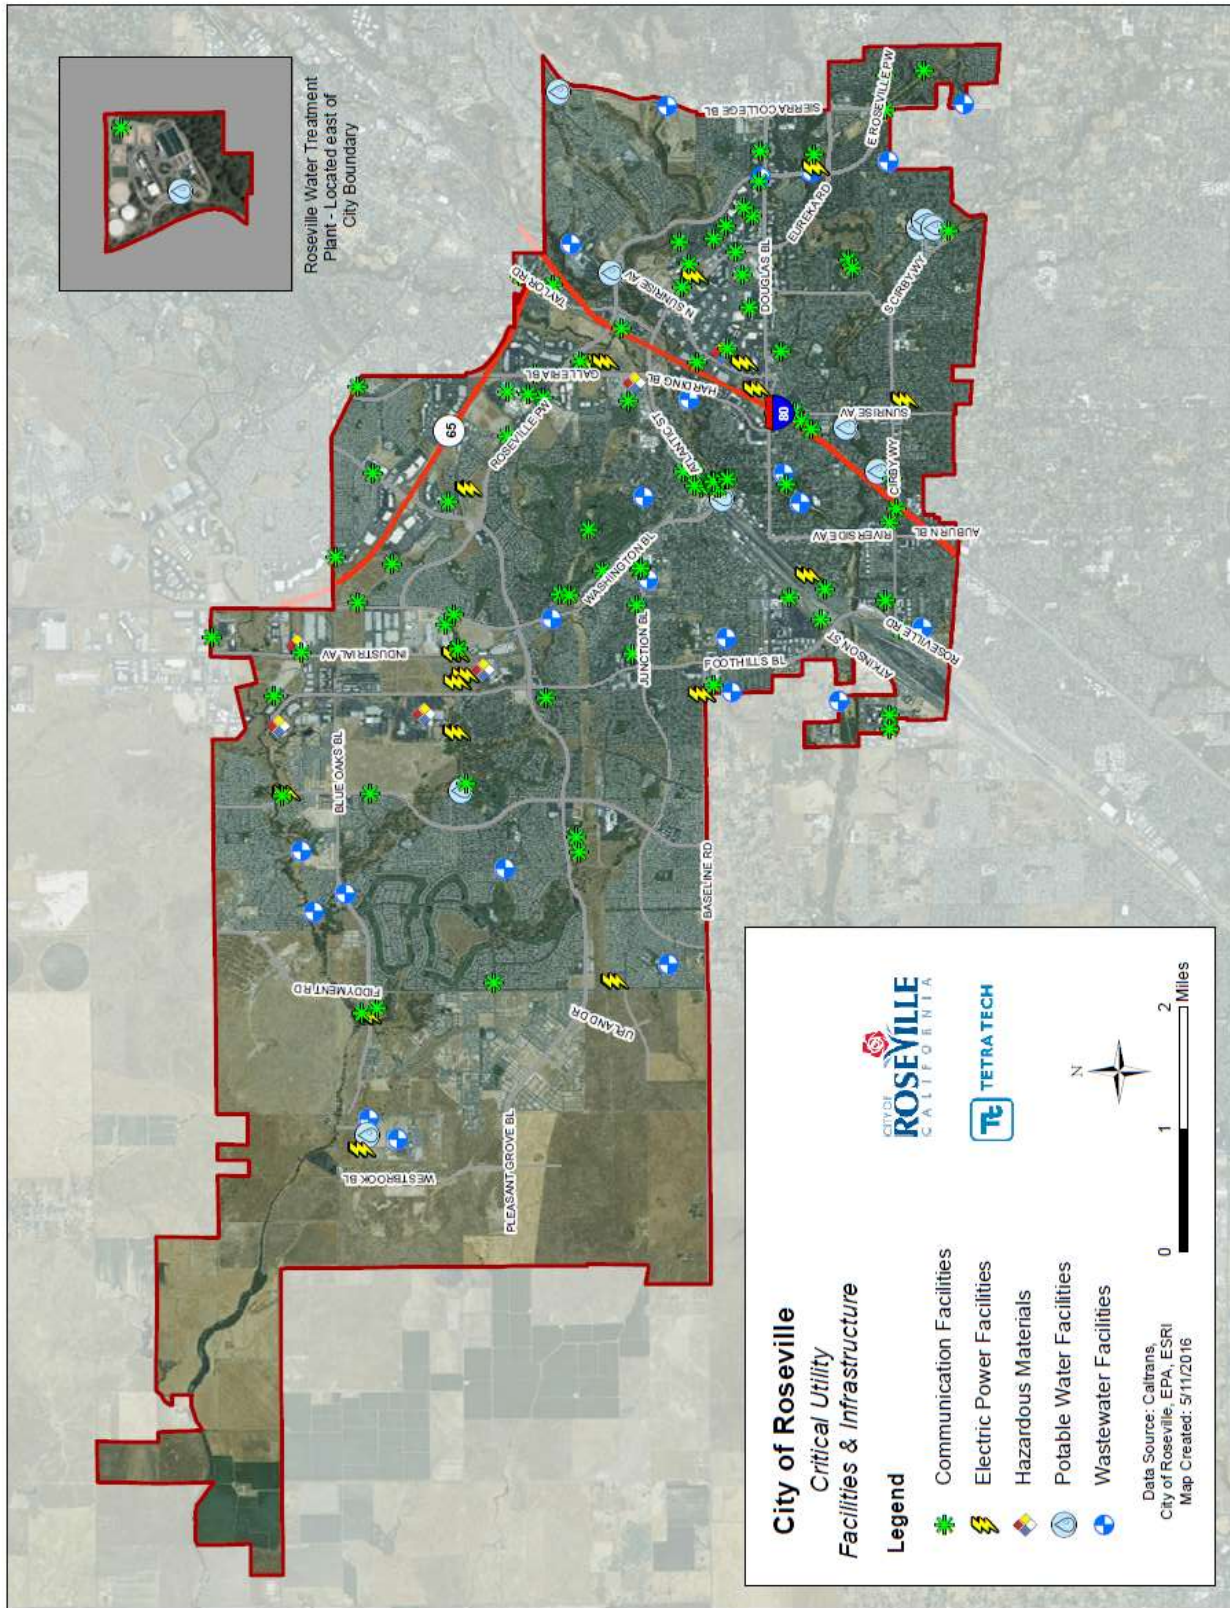 Roseville Water Treatment
Plant - Located east of
City Boundary
TAYLOR RD
SIERRA COLLEGE BL
E ROSEVILLE PW
EUREKA RD
DOUGLAS BL
N SUNRISE AV
S CIRBY WY
GALLERIA BL
HARDING BL
65
ROSEVILLE PW
ATLANTIC ST
80
SUNRISE AV
CIRBY WY
RIVERSIDE AV
AUBURN BL
WASHINGTON BL
INDUSTRIAL AV
JUNCTION BL
FOOTHILLS BL
ATKINSON ST
ROSEVILLE RD
BLUE OAKS BL
BASELINE RD
FIDDYMENT RD
UPLAND DR
WESTBROOK BL
PLEASANT GROVE BL
City of Roseville
Critical Utility
Facilities & Infrastructure
Legend
Communication Facilities
Electric Power Facilities
Hazardous Materials
Potable Water Facilities
Wastewater Facilities
Data Source: Caltrans,
City of Roseville, EPA, ESRI
Map Created: 5/11/2016
CITY OF
ROSEVILLE
CALIFORNIA
Tt TETRA TECH
N
0 1 2
Miles